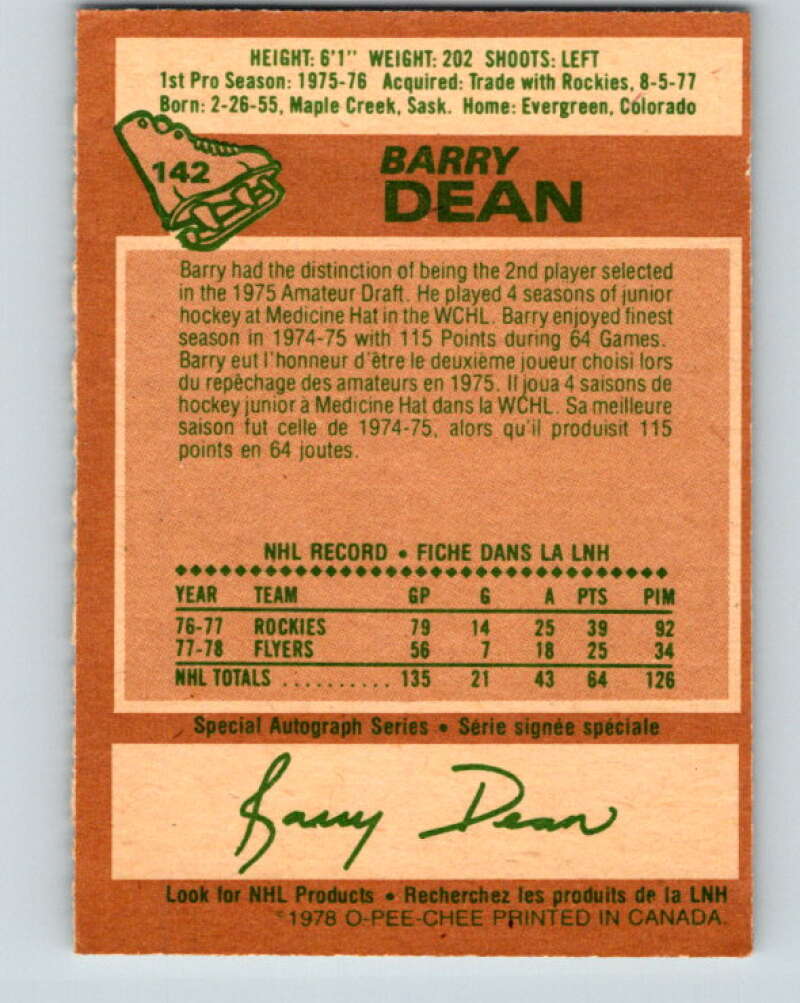 HEIGHT: 6'1" WEIGHT: 202 SHOOTS: LEFT
1st Pro Season: 1975-76 Acquired: Trade with Rockies, 8-5-77
Born: 2-26-55, Maple Creek, Sask. Home: Evergreen, Colorado
142
BARRY
DEAN
Barry had the distinction of being the 2nd player selected
in the 1975 Amateur Draft. He played 4 seasons of junior
hockey at Medicine Hat in the WCHL. Barry enjoyed finest
season in 1974-75 with 115 Points during 64 Games.
Barry eut l'honneur d'être le deuxième joueur choisi lors
du repêchage des amateurs en 1975. Il joua 4 saisons de
hockey junior à Medicine Hat dans la WCHL. Sa meilleure
saison fut celle de 1974-75, alors qu'il produisit 115
points en 64 joutes.
NHL RECORD • FICHE DANS LA LNH
YEAR TEAM GP G A PTS PIM
76-77 ROCKIES 79 14 25 39 92
77-78 FLYERS 56 7 18 25 34
NHL TOTALS .......... 135 21 43 64 126
Special Autograph Series • Série signée spéciale
Barry Dean
Look for NHL Products • Recherchez les produits de la LNH
©1978 O-PEE-CHEE PRINTED IN CANADA.